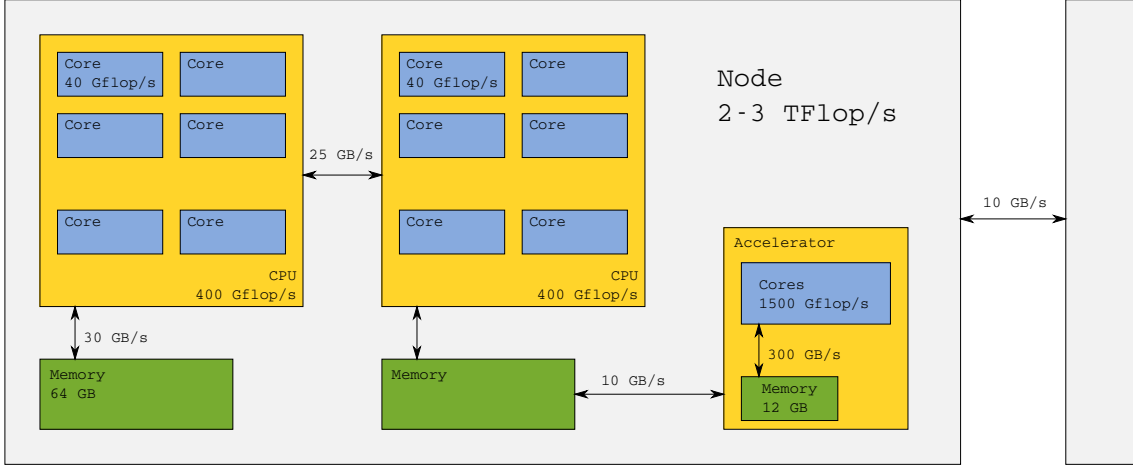 Core
40 Gflop/s
Core
Core
Core
Core
Core
CPU
400 Gflop/s
25 GB/s
Core
40 Gflop/s
Core
Core
Core
Core
Core
CPU
400 Gflop/s
Node
2-3 TFlop/s
10 GB/s
Accelerator
Cores
1500 Gflop/s
300 GB/s
Memory
12 GB
30 GB/s
Memory
64 GB
Memory
10 GB/s